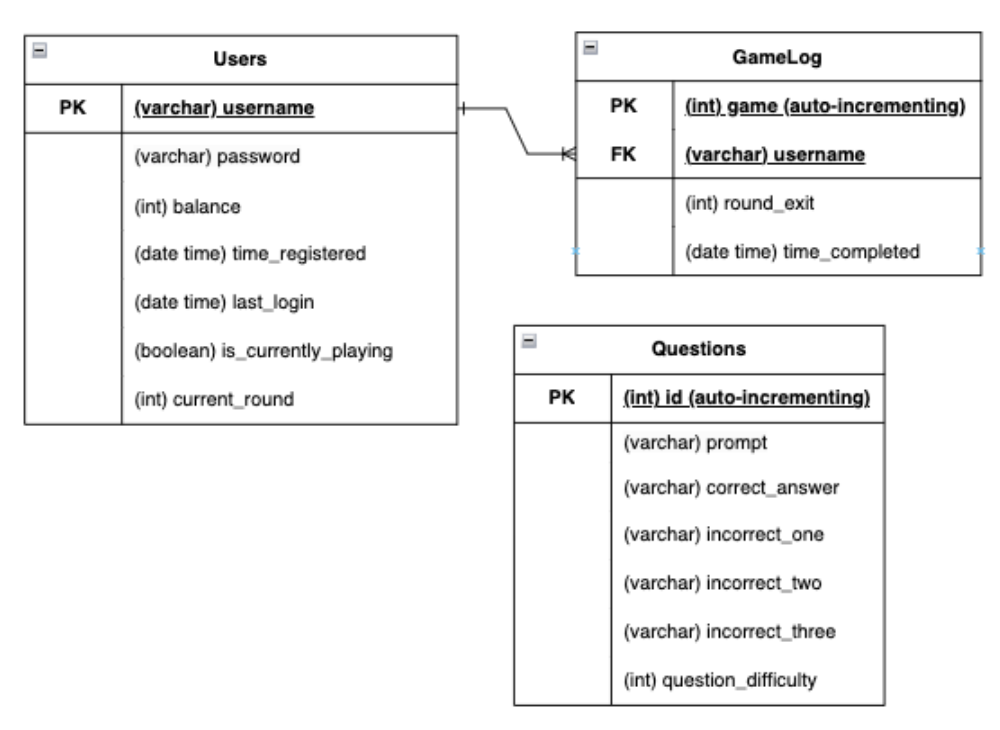 Users
PK (varchar) username
(varchar) password
(int) balance
(date time) time_registered
(date time) last_login
(boolean) is_currently_playing
(int) current_round
GameLog
PK (int) game (auto-incrementing)
FK (varchar) username
(int) round_exit
(date time) time_completed
Questions
PK (int) id (auto-incrementing)
(varchar) prompt
(varchar) correct_answer
(varchar) incorrect_one
(varchar) incorrect_two
(varchar) incorrect_three
(int) question_difficulty